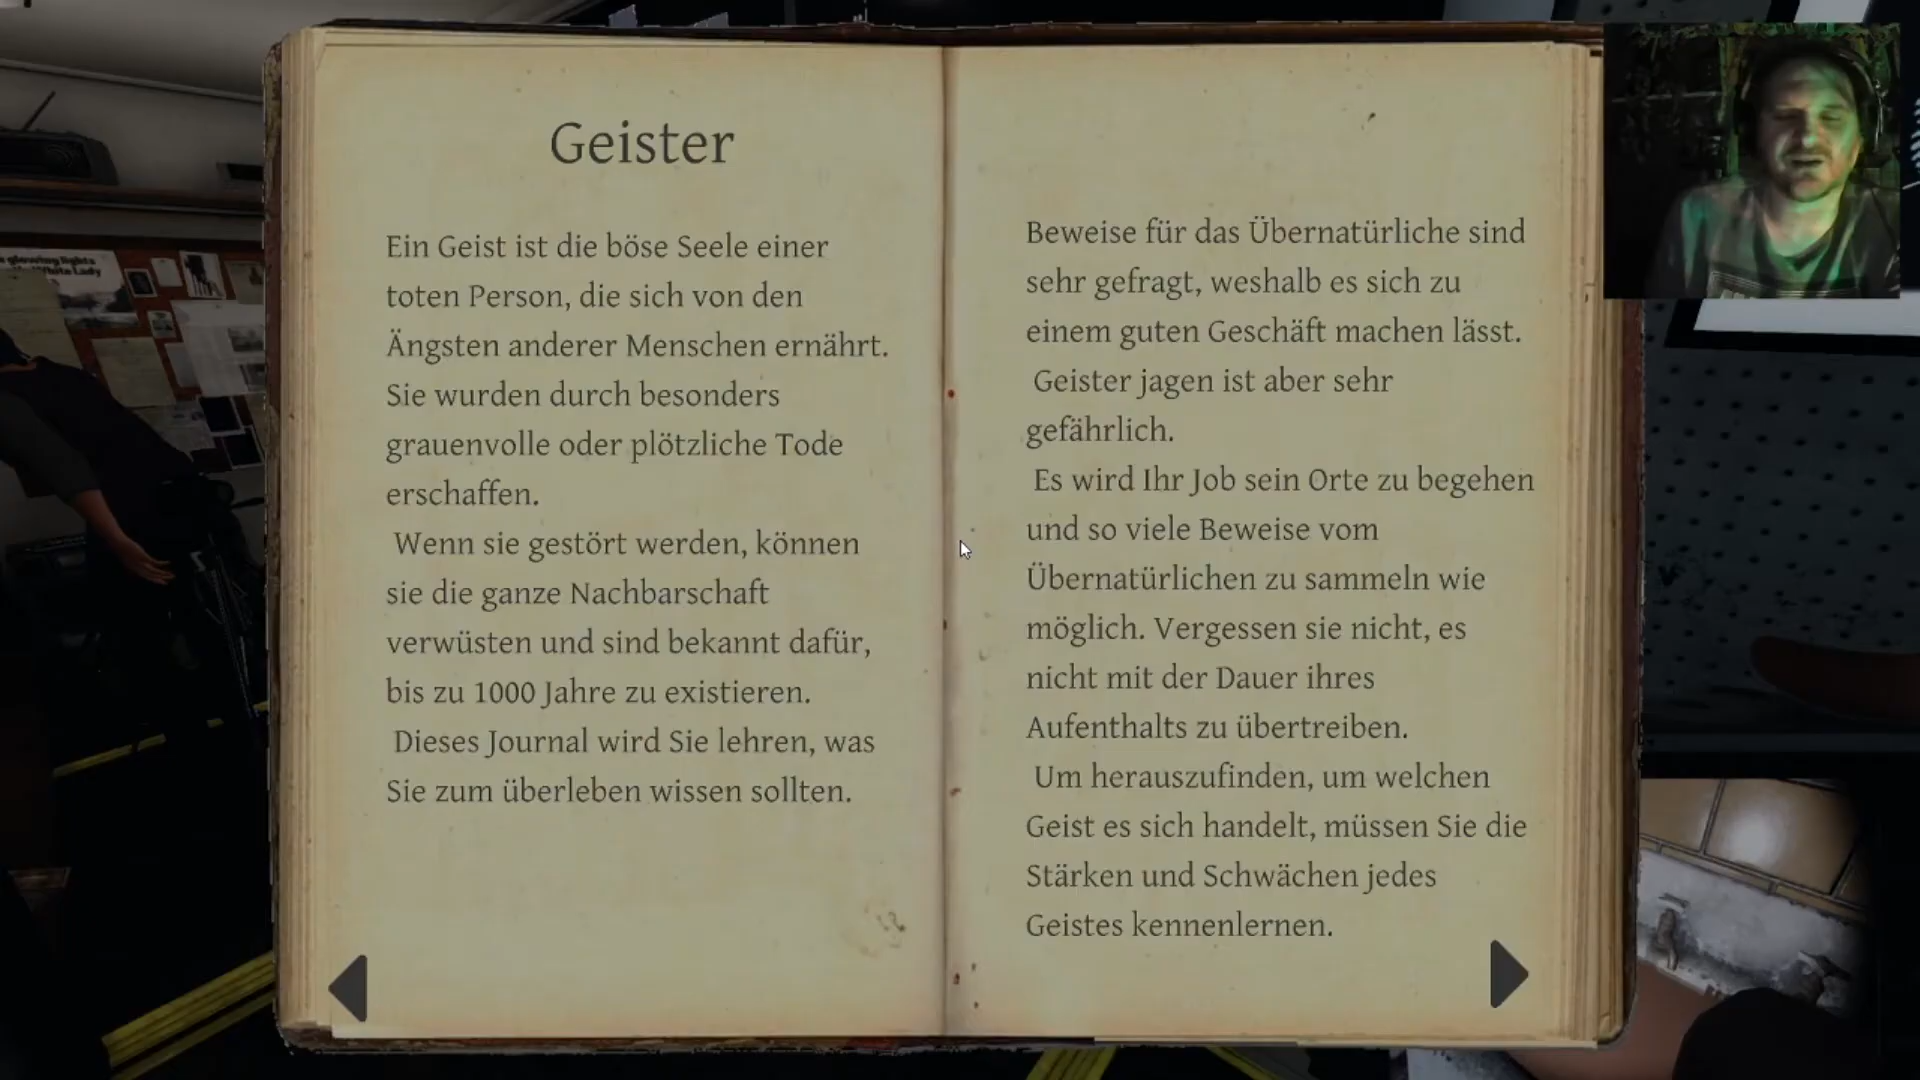 Geister
Ein Geist ist die böse Seele einer
toten Person, die sich von den
Ängsten anderer Menschen ernährt.
Sie wurden durch besonders
grauenvolle oder plötzliche Tode
erschaffen.
Wenn sie gestört werden, können
sie die ganze Nachbarschaft
verwüsten und sind bekannt dafür,
bis zu 1000 Jahre zu existieren.
Dieses Journal wird Sie lehren, was
Sie zum überleben wissen sollten.
Beweise für das Übernatürliche sind
sehr gefragt, weshalb es sich zu
einem guten Geschäft machen lässt.
Geister jagen ist aber sehr
gefährlich.
Es wird Ihr Job sein Orte zu begehen
und so viele Beweise vom
Übernatürlichen zu sammeln wie
möglich. Vergessen sie nicht, es
nicht mit der Dauer ihres
Aufenthalts zu übertreiben.
Um herauszufinden, um welchen
Geist es sich handelt, müssen Sie die
Stärken und Schwächen jedes
Geistes kennenlernen.
glowing lights
White Lady